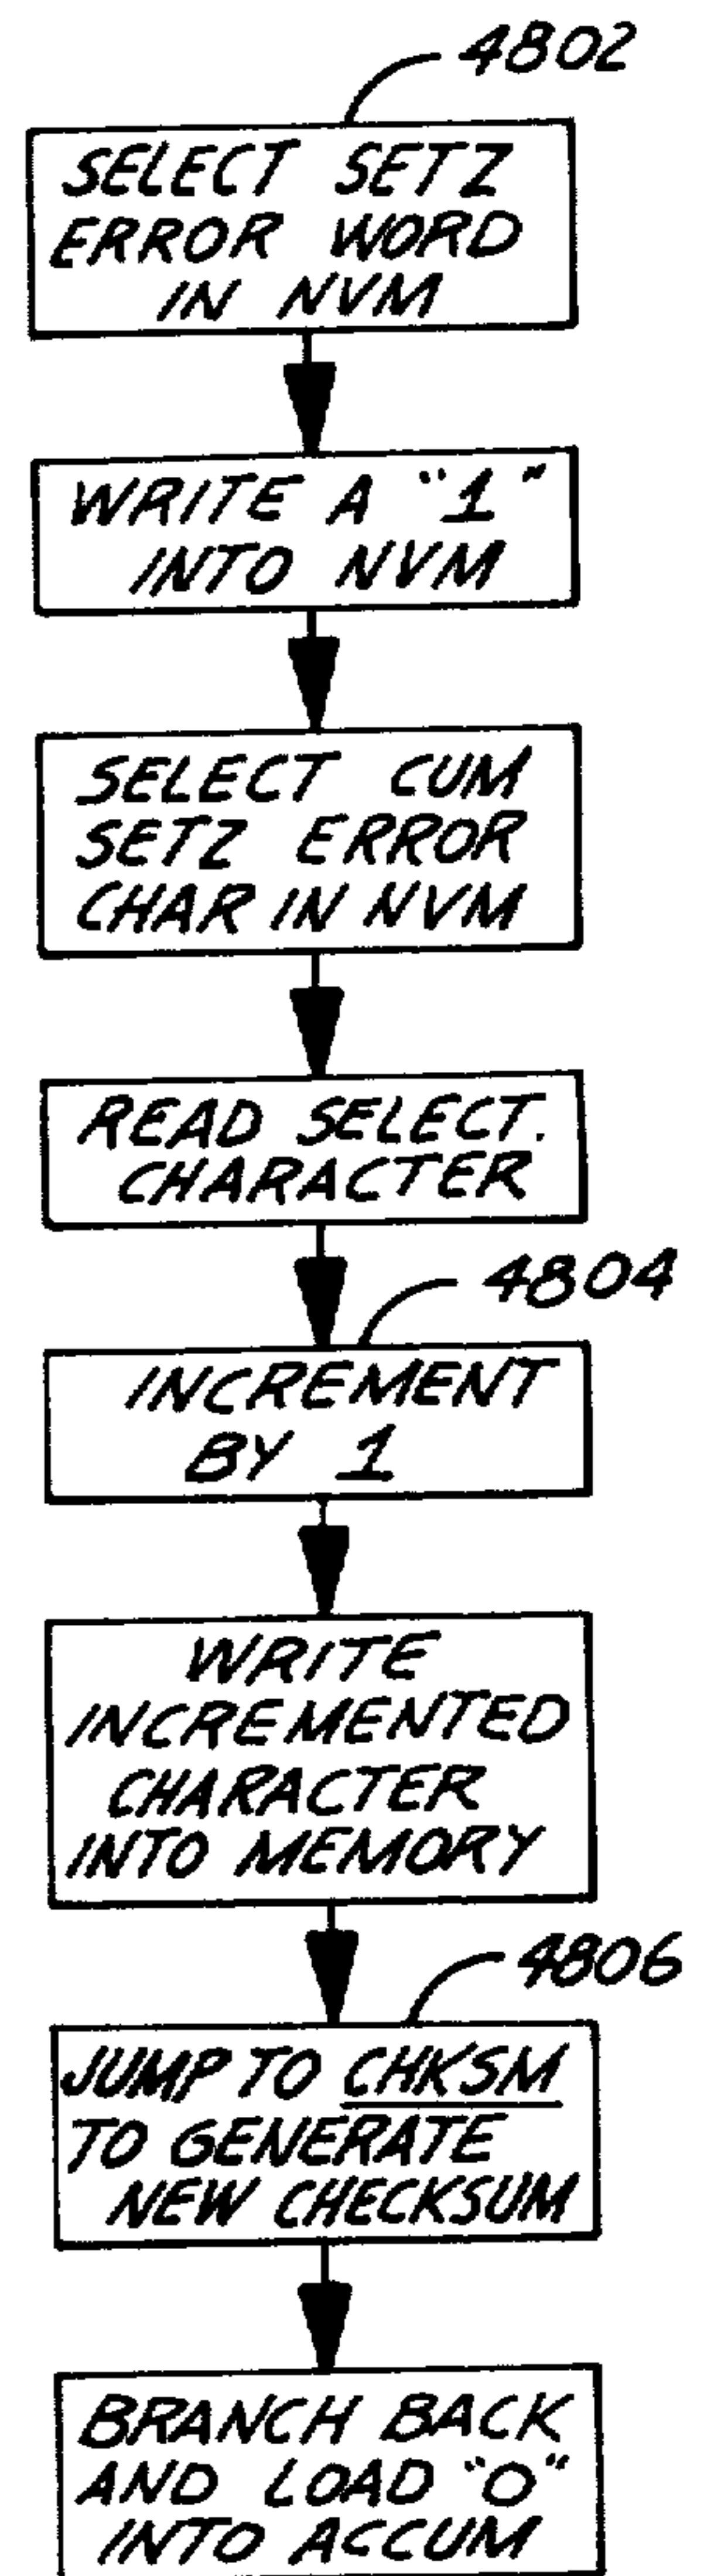 4802
SELECT SETZ
ERROR WORD
IN NVM
WRITE A "1"
INTO NVM
SELECT CUM
SETZ ERROR
CHAR IN NVM
READ SELECT.
CHARACTER
4804
INCREMENT
BY 1
WRITE
INCREMENTED
CHARACTER
INTO MEMORY
4806
JUMP TO CHKSM
TO GENERATE
NEW CHECKSUM
BRANCH BACK
AND LOAD "0"
INTO ACCUM